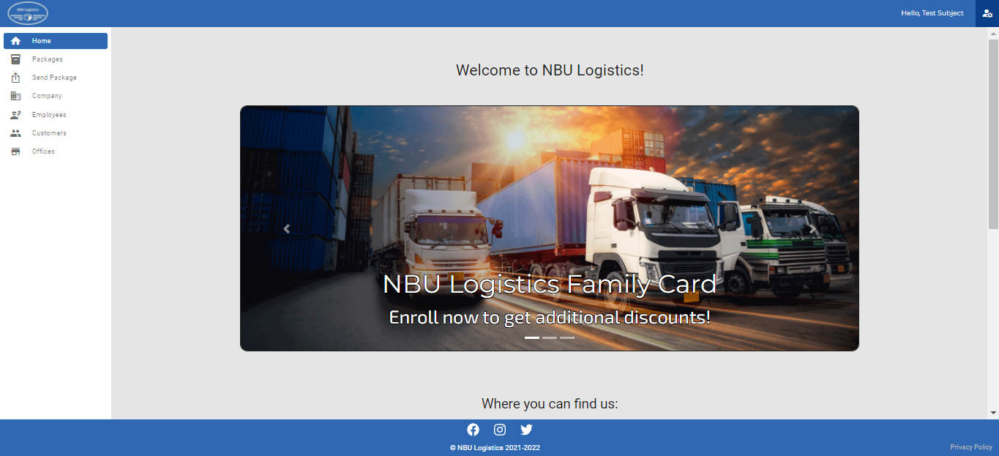 NBU Logistics
Hello, Test Subject
Home
Packages
Send Package
Company
Employees
Customers
Offices
Welcome to NBU Logistics!
NBU Logistics Family Card
Enroll now to get additional discounts!
Where you can find us:
© NBU Logistics 2021-2022
Privacy Policy